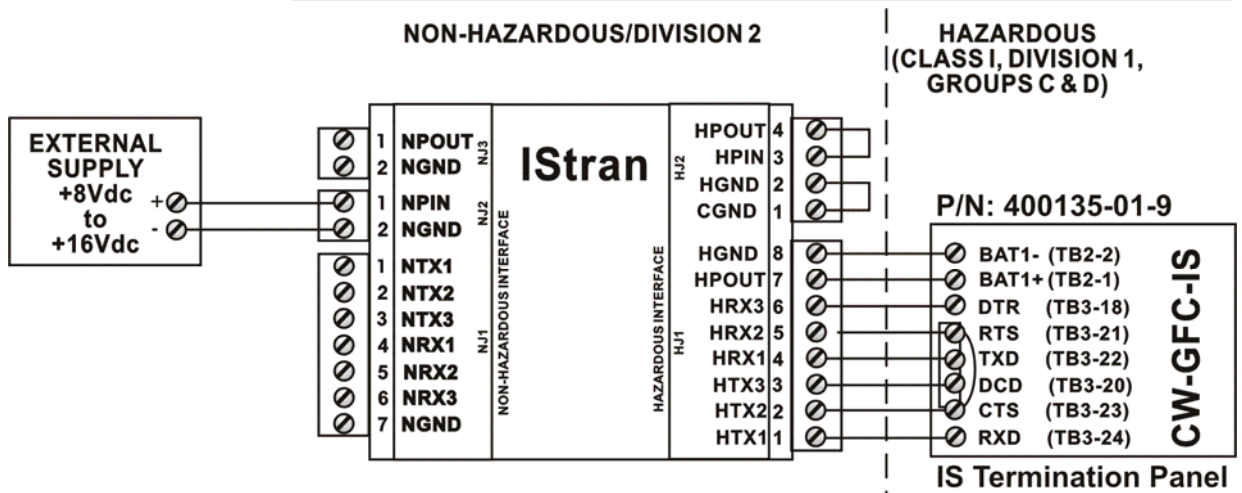 NON-HAZARDOUS/DIVISION 2
HAZARDOUS
(CLASS I, DIVISION 1,
GROUPS C & D)
EXTERNAL
SUPPLY
+8Vdc
to
+16Vdc
+
-
1 NPOUT
2 NGND
NJ3
1 NPIN
2 NGND
NJ2
1 NTX1
2 NTX2
3 NTX3
4 NRX1
5 NRX2
6 NRX3
7 NGND
NJ1
NON-HAZARDOUS INTERFACE
IStran
HAZARDOUS INTERFACE
HJ2
HPOUT 4
HPIN 3
HGND 2
CGND 1
HJ1
HGND 8
HPOUT 7
HRX3 6
HRX2 5
HRX1 4
HTX3 3
HTX2 2
HTX1 1
P/N: 400135-01-9
BAT1- (TB2-2)
BAT1+ (TB2-1)
DTR (TB3-18)
RTS (TB3-21)
TXD (TB3-22)
DCD (TB3-20)
CTS (TB3-23)
RXD (TB3-24)
CW-GFC-IS
IS Termination Panel